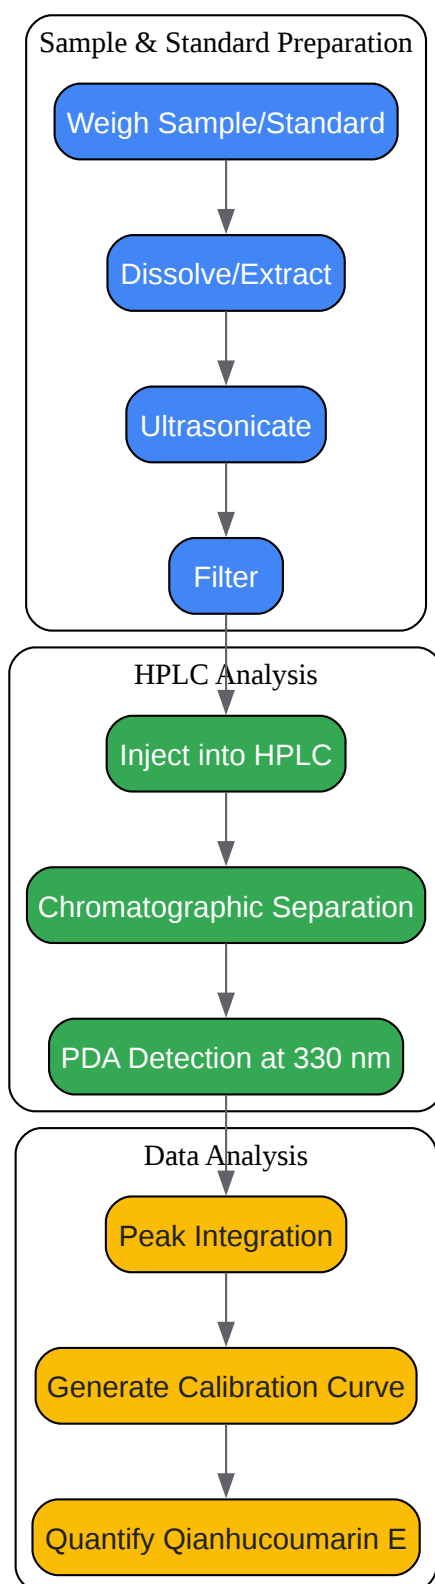 Sample & Standard Preparation
Weigh Sample/Standard
Dissolve/Extract
Ultrasonicate
Filter
HPLC Analysis
Inject into HPLC
Chromatographic Separation
PDA Detection at 330 nm
Data Analysis
Peak Integration
Generate Calibration Curve
Quantify Qianhucoumarin E